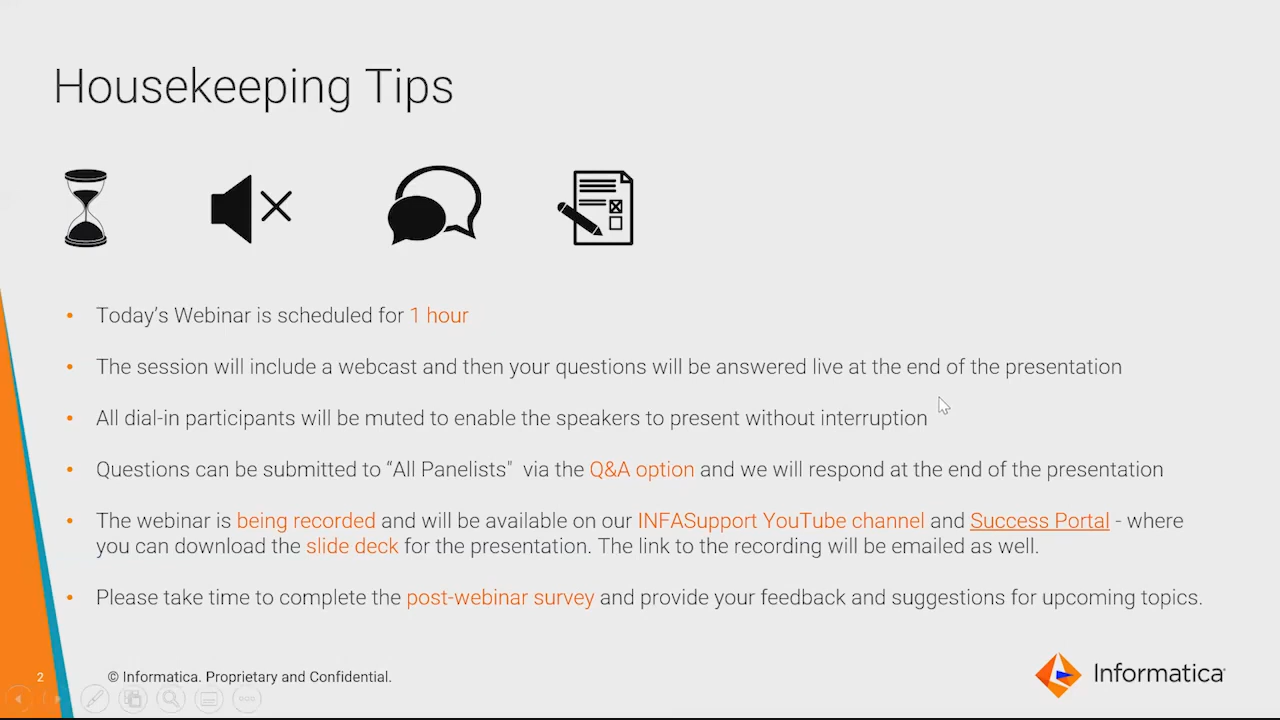 Housekeeping Tips
• Today’s Webinar is scheduled for 1 hour
• The session will include a webcast and then your questions will be answered live at the end of the presentation
• All dial-in participants will be muted to enable the speakers to present without interruption
• Questions can be submitted to “All Panelists"  via the Q&A option and we will respond at the end of the presentation
• The webinar is being recorded and will be available on our INFASupport YouTube channel and Success Portal - where
you can download the slide deck for the presentation. The link to the recording will be emailed as well.
• Please take time to complete the post-webinar survey and provide your feedback and suggestions for upcoming topics.
2
© Informatica. Proprietary and Confidential.
Informatica